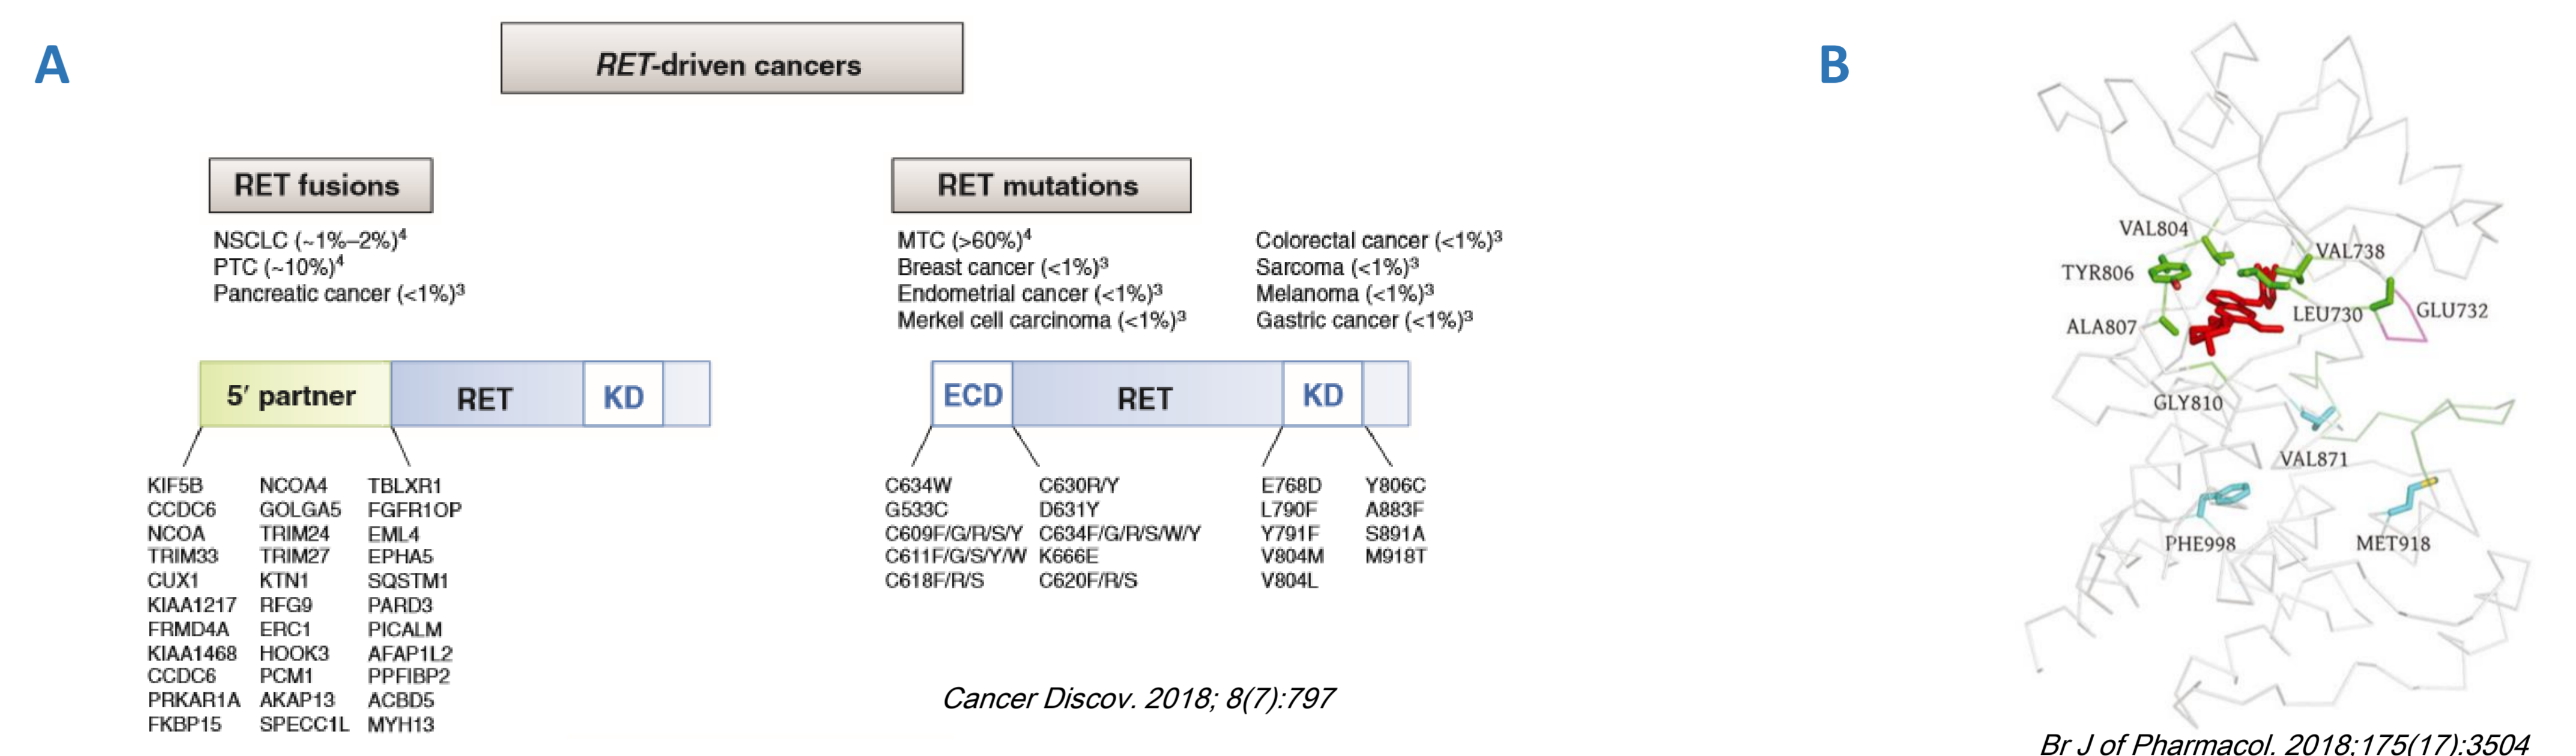 A
RET-driven cancers
RET fusions
NSCLC (~1%–2%)⁴
PTC (~10%)⁴
Pancreatic cancer (<1%)³
5′ partner
RET
KD
KIF5B NCOA4 TBLXR1
CCDC6 GOLGA5 FGFR1OP
NCOA TRIM24 EML4
TRIM33 TRIM27 EPHA5
CUX1 KTN1 SQSTM1
KIAA1217 RFG9 PARD3
FRMD4A ERC1 PICALM
KIAA1468 HOOK3 AFAP1L2
CCDC6 PCM1 PPFIBP2
PRKAR1A AKAP13 ACBD5
FKBP15 SPECC1L MYH13
RET mutations
MTC (>60%)⁴
Breast cancer (<1%)³
Endometrial cancer (<1%)³
Merkel cell carcinoma (<1%)³
Colorectal cancer (<1%)³
Sarcoma (<1%)³
Melanoma (<1%)³
Gastric cancer (<1%)³
ECD
RET
KD
C634W C630R/Y
G533C D631Y
C609F/G/R/S/Y C634F/G/R/S/W/Y
C611F/G/S/Y/W K666E
C618F/R/S C620F/R/S
E768D Y806C
L790F A883F
Y791F S891A
V804M M918T
V804L
Cancer Discov. 2018; 8(7):797
B
VAL804
VAL738
TYR806
LEU730
GLU732
ALA807
GLY810
VAL871
PHE998
MET918
Br J of Pharmacol. 2018;175(17):3504